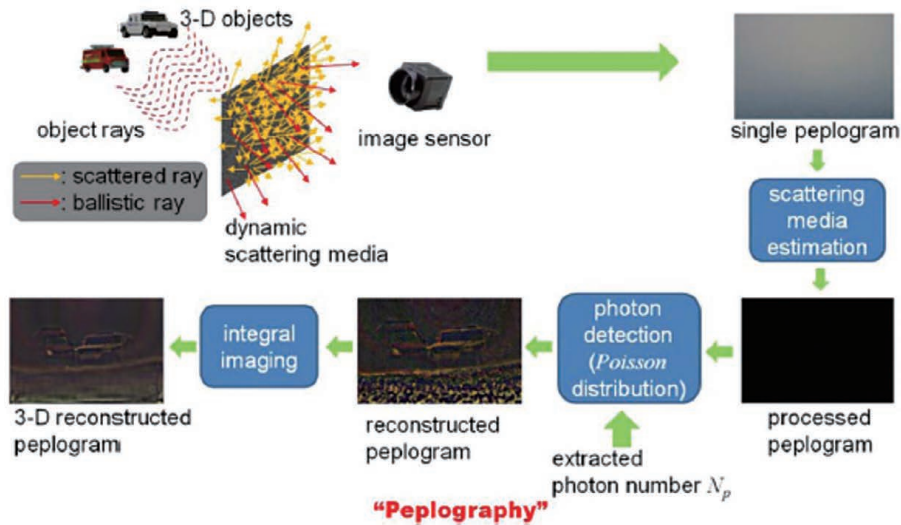 3-D objects
object rays
: scattered ray
: ballistic ray
dynamic
scattering media
image sensor
single peplogram
scattering
media
estimation
processed
peplogram
photon
detection
(Poisson
distribution)
extracted
photon number Np
reconstructed
peplogram
integral
imaging
3-D reconstructed
peplogram
"Peplography"